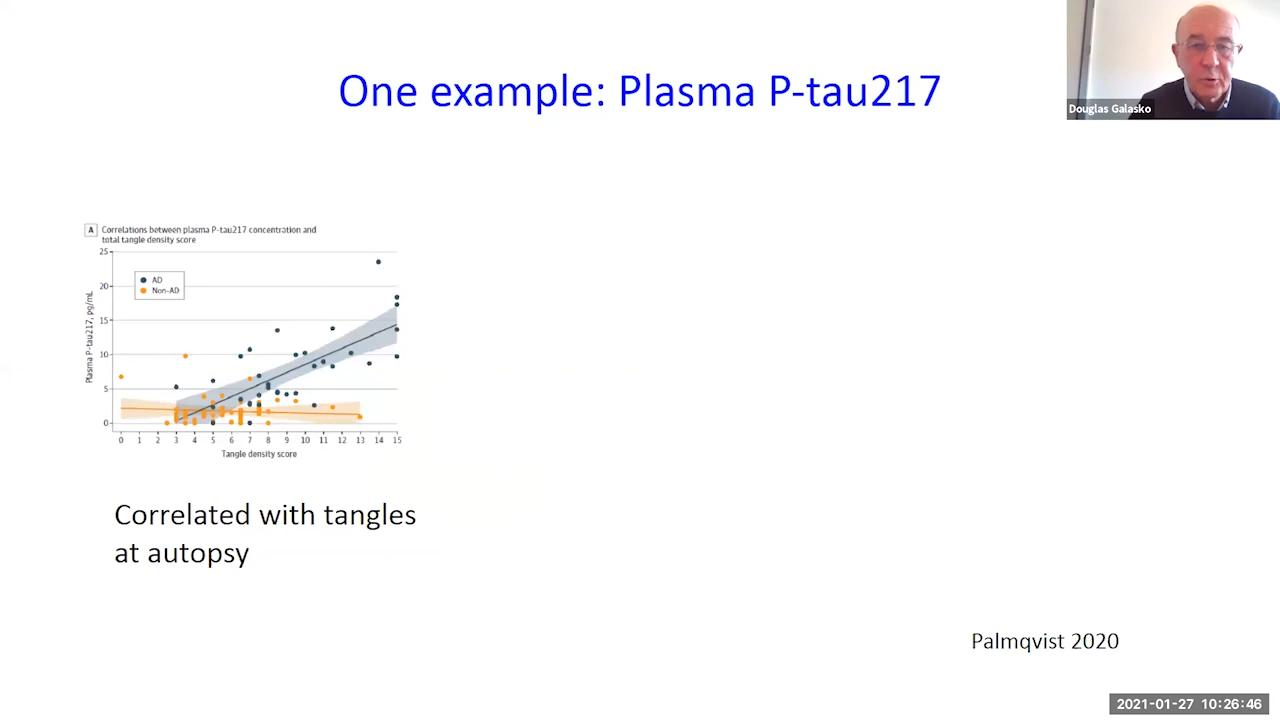 One example: Plasma P-tau217
Douglas Galasko
A Correlations between plasma P-tau217 concentration and
total tangle density score
25
20
15
10
5
0
Plasma P-tau217, pg/mL
AD
Non-AD
0 1 2 3 4 5 6 7 8 9 10 11 12 13 14 15
Tangle density score
Correlated with tangles
at autopsy
Palmqvist 2020
2021-01-27 10:26:46